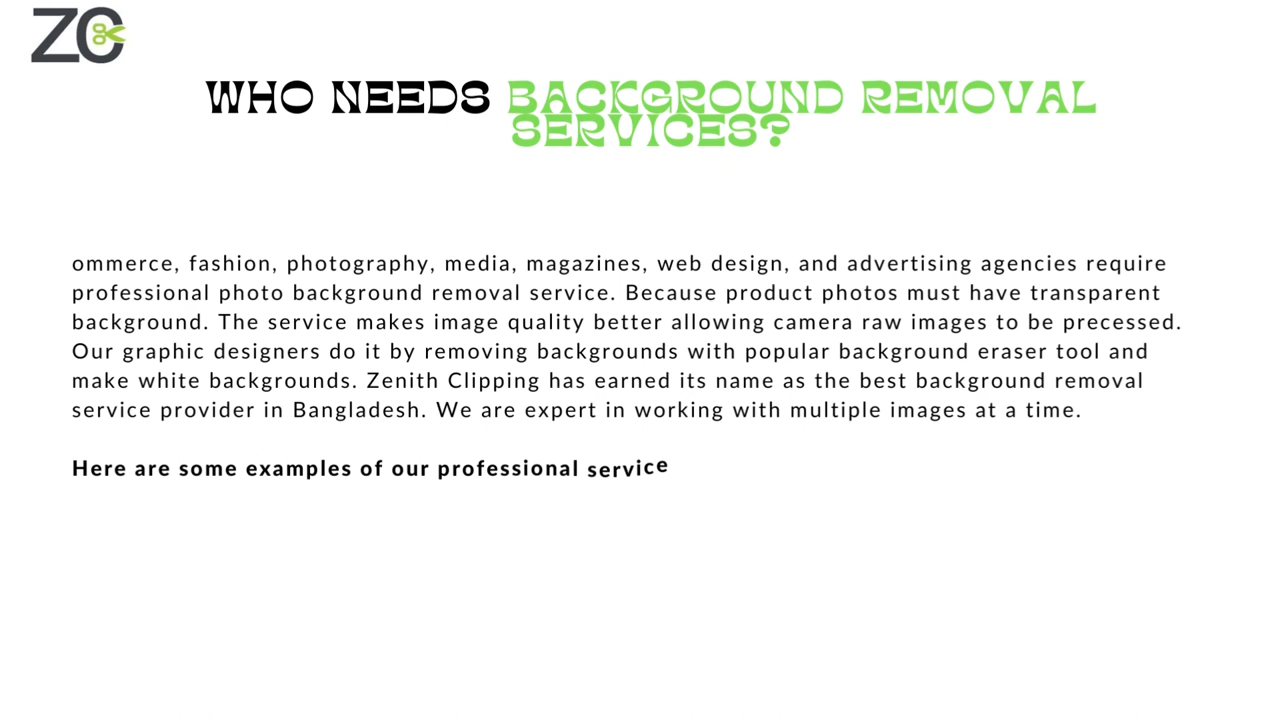 ZC
WHO NEEDS BACKGROUND REMOVAL
SERVICES?
ommerce, fashion, photography, media, magazines, web design, and advertising agencies require
professional photo background removal service. Because product photos must have transparent
background. The service makes image quality better allowing camera raw images to be precessed.
Our graphic designers do it by removing backgrounds with popular background eraser tool and
make white backgrounds. Zenith Clipping has earned its name as the best background removal
service provider in Bangladesh. We are expert in working with multiple images at a time.
Here are some examples of our professional service